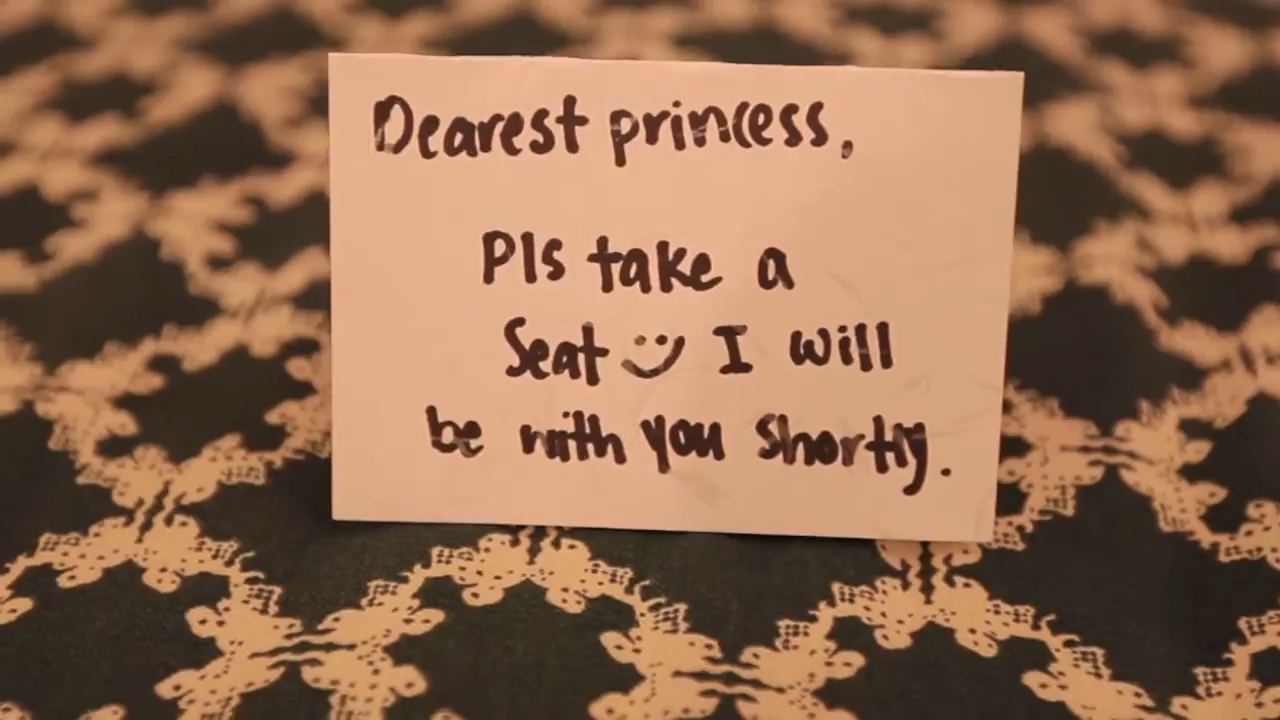 Dearest princess,
Pls take a
Seat :) I will
be with you shortly.